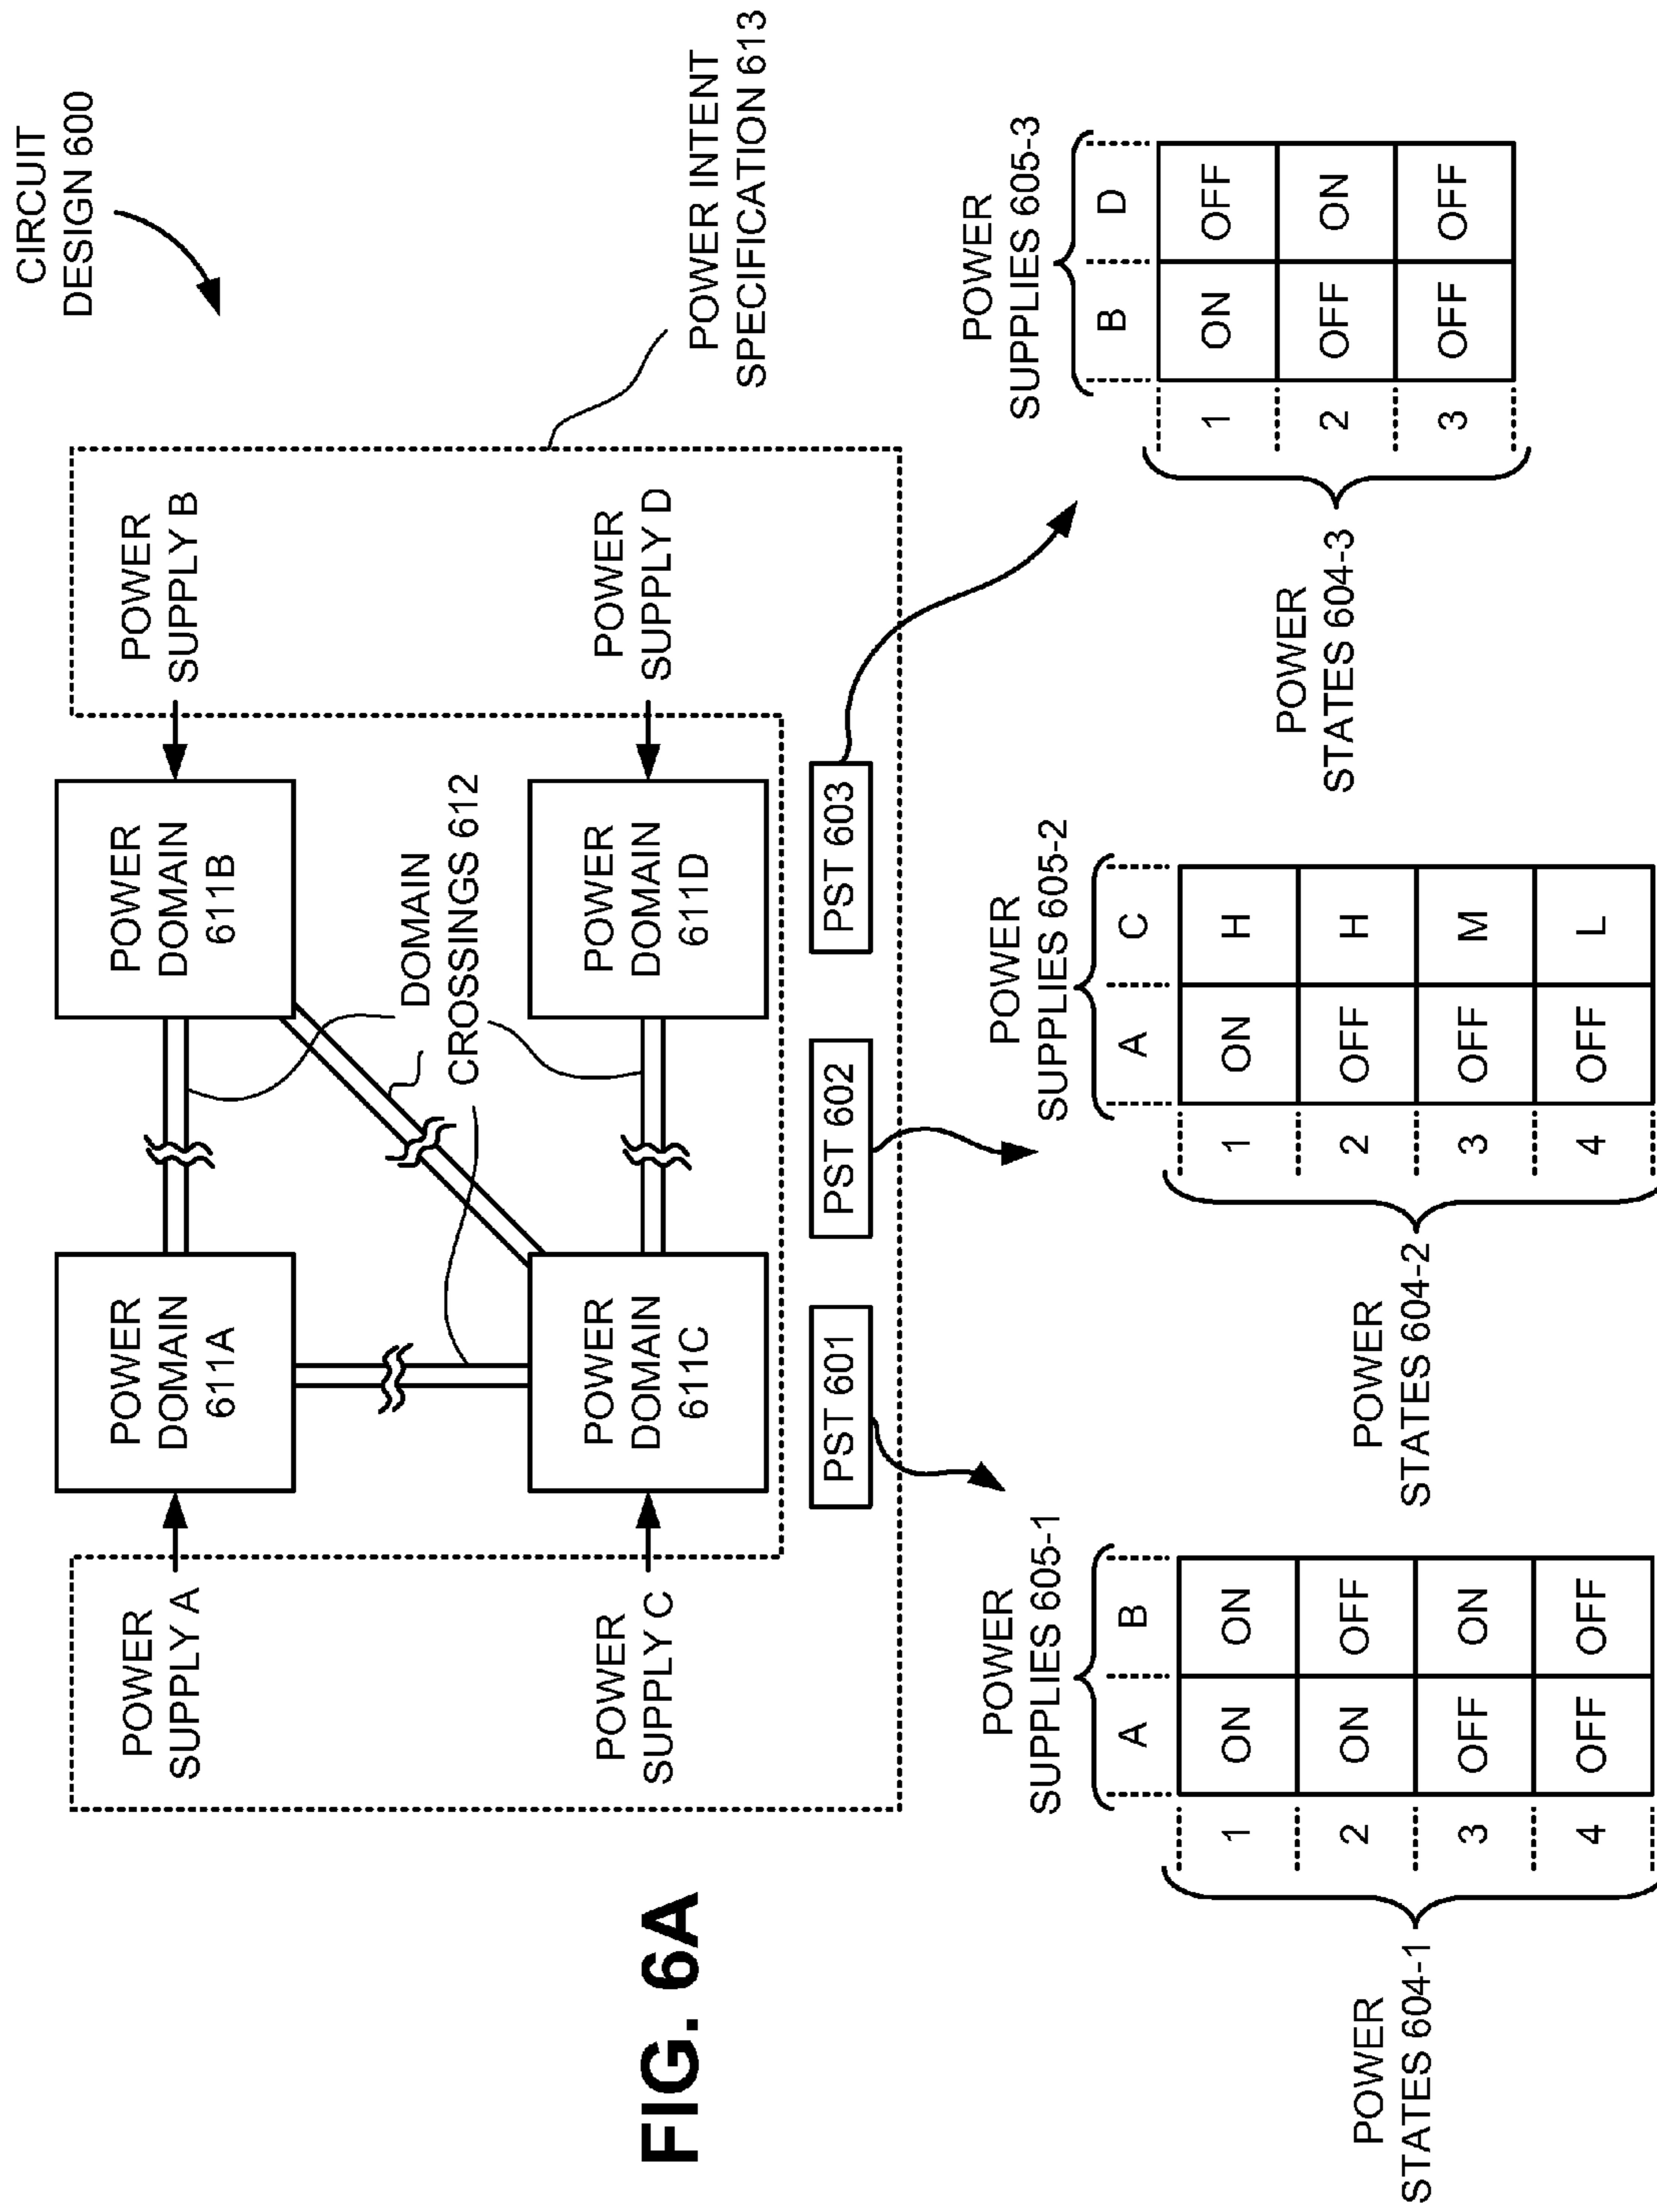 CIRCUIT
DESIGN 600
POWER INTENT
SPECIFICATION 613
POWER
SUPPLY A
POWER
DOMAIN
611A
POWER
DOMAIN
611B
POWER
SUPPLY B
DOMAIN
CROSSINGS 612
POWER
SUPPLY C
POWER
DOMAIN
611C
POWER
DOMAIN
611D
POWER
SUPPLY D
PST 601
PST 602
PST 603
FIG. 6A
POWER
SUPPLIES 605-1
A B
1 ON ON
2 ON OFF
3 OFF ON
4 OFF OFF
POWER
STATES 604-1
POWER
SUPPLIES 605-2
A C
1 ON H
2 OFF H
3 OFF M
4 OFF L
POWER
STATES 604-2
POWER
SUPPLIES 605-3
B D
1 ON OFF
2 OFF ON
3 OFF OFF
POWER
STATES 604-3